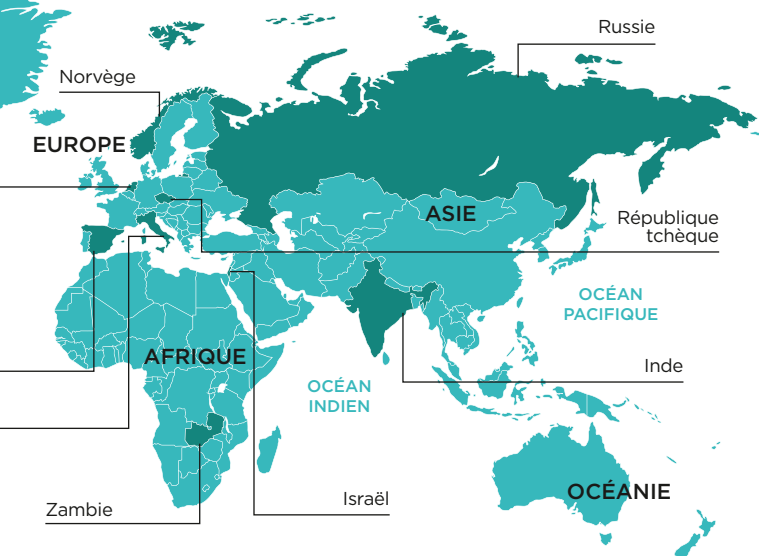 Russie
Norvège
EUROPE
ASIE
République
tchèque
OCÉAN
PACIFIQUE
AFRIQUE
Inde
OCÉAN
INDIEN
OCÉANIE
Israël
Zambie